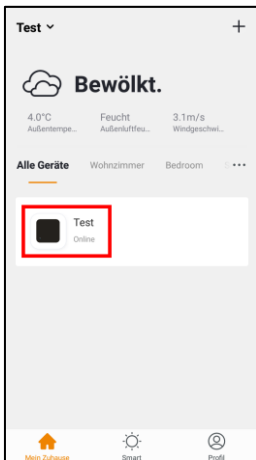 Test
Bewölkt.
4.0°C Feucht 3.1m/s
Außentempe... Außenluftfeu... Windgeschwi...
Alle Geräte Wohnzimmer Bedroom
Test
Online
Mein Zuhause Smart Profil